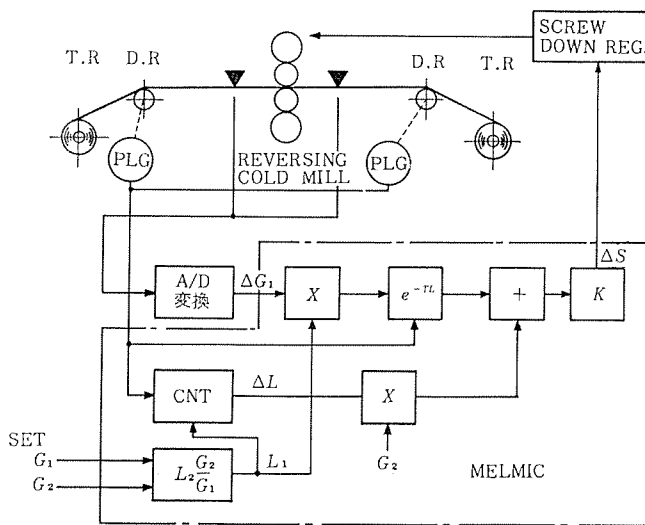 SCREW
DOWN REG.
T.R D.R
D.R T.R
PLG
REVERSING
COLD MILL
PLG
A/D
変換
ΔG₁
X
e⁻ᵀᴸ
+
K
ΔS
CNT
ΔL
X
G₂
SET
G₁
G₂
L₂ G₂/G₁
L₁
MELMIC